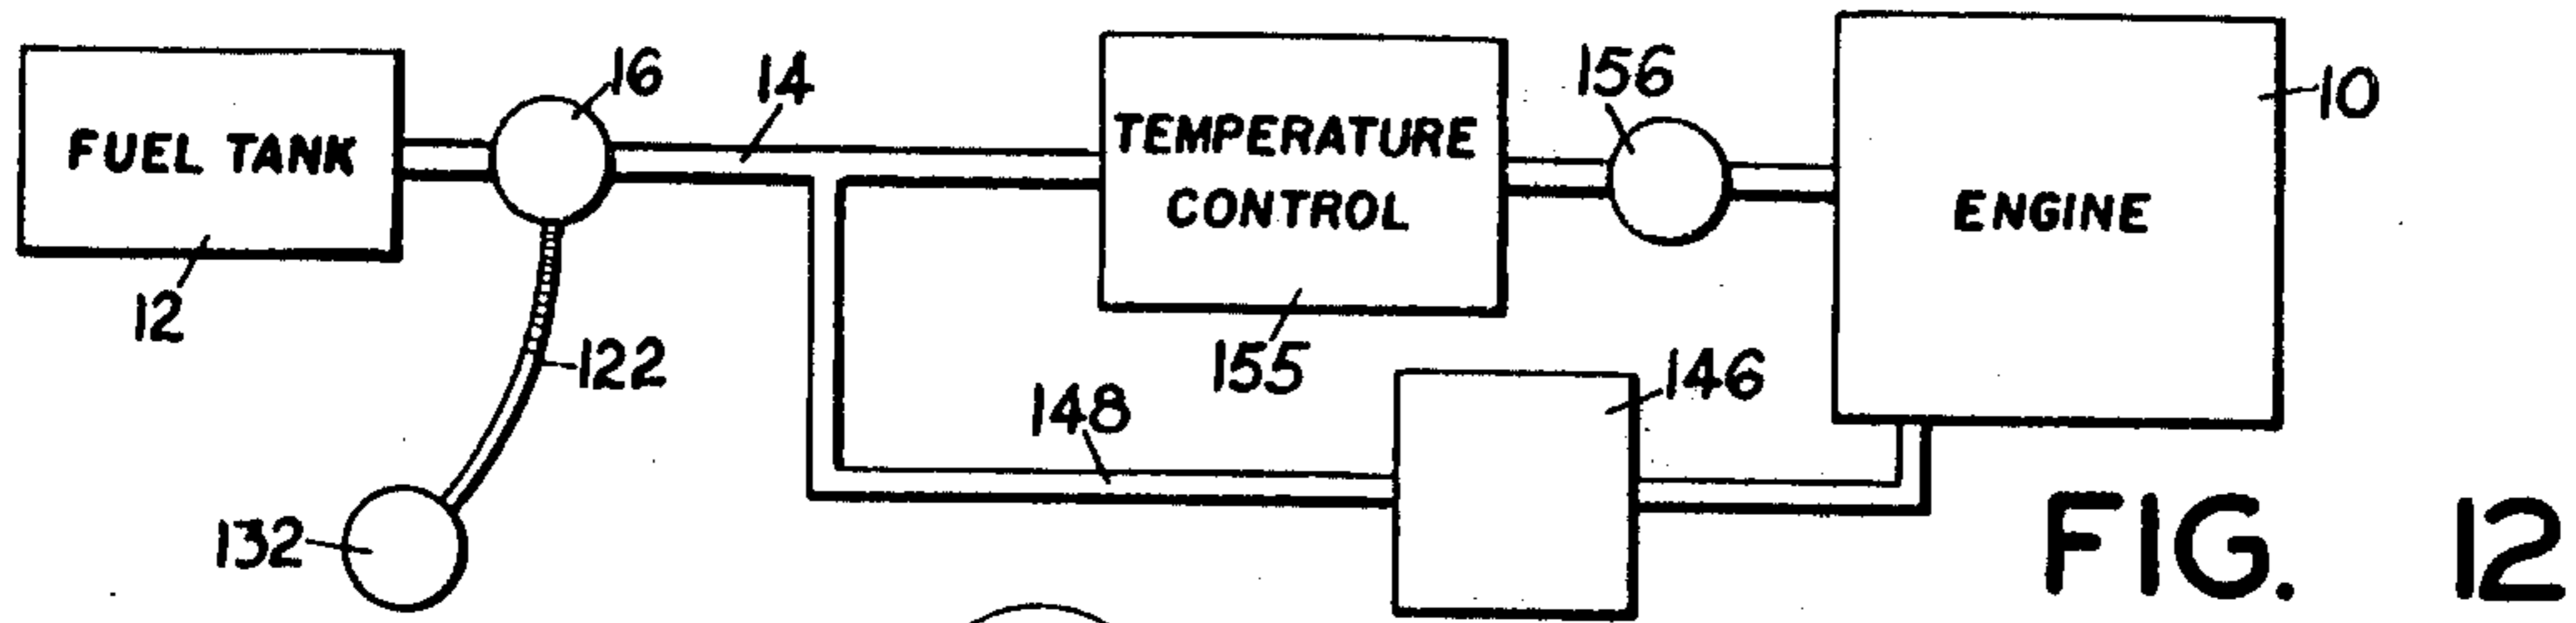 FUEL TANK
12
16
14
122
132
TEMPERATURE
CONTROL
155
156
ENGINE
10
148
146
FIG. 12